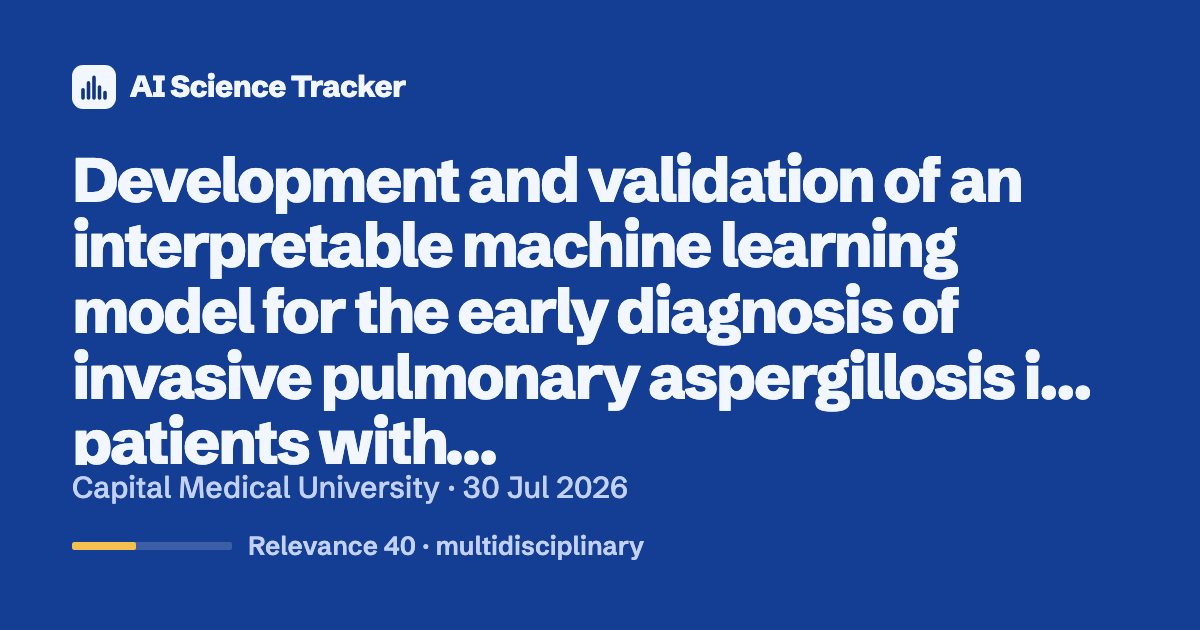 AI Science Tracker
Development and validation of an
interpretable machine learning
model for the early diagnosis of
invasive pulmonary aspergillosis i...
patients with...
Capital Medical University · 30 Jul 2026
Relevance 40 · multidisciplinary